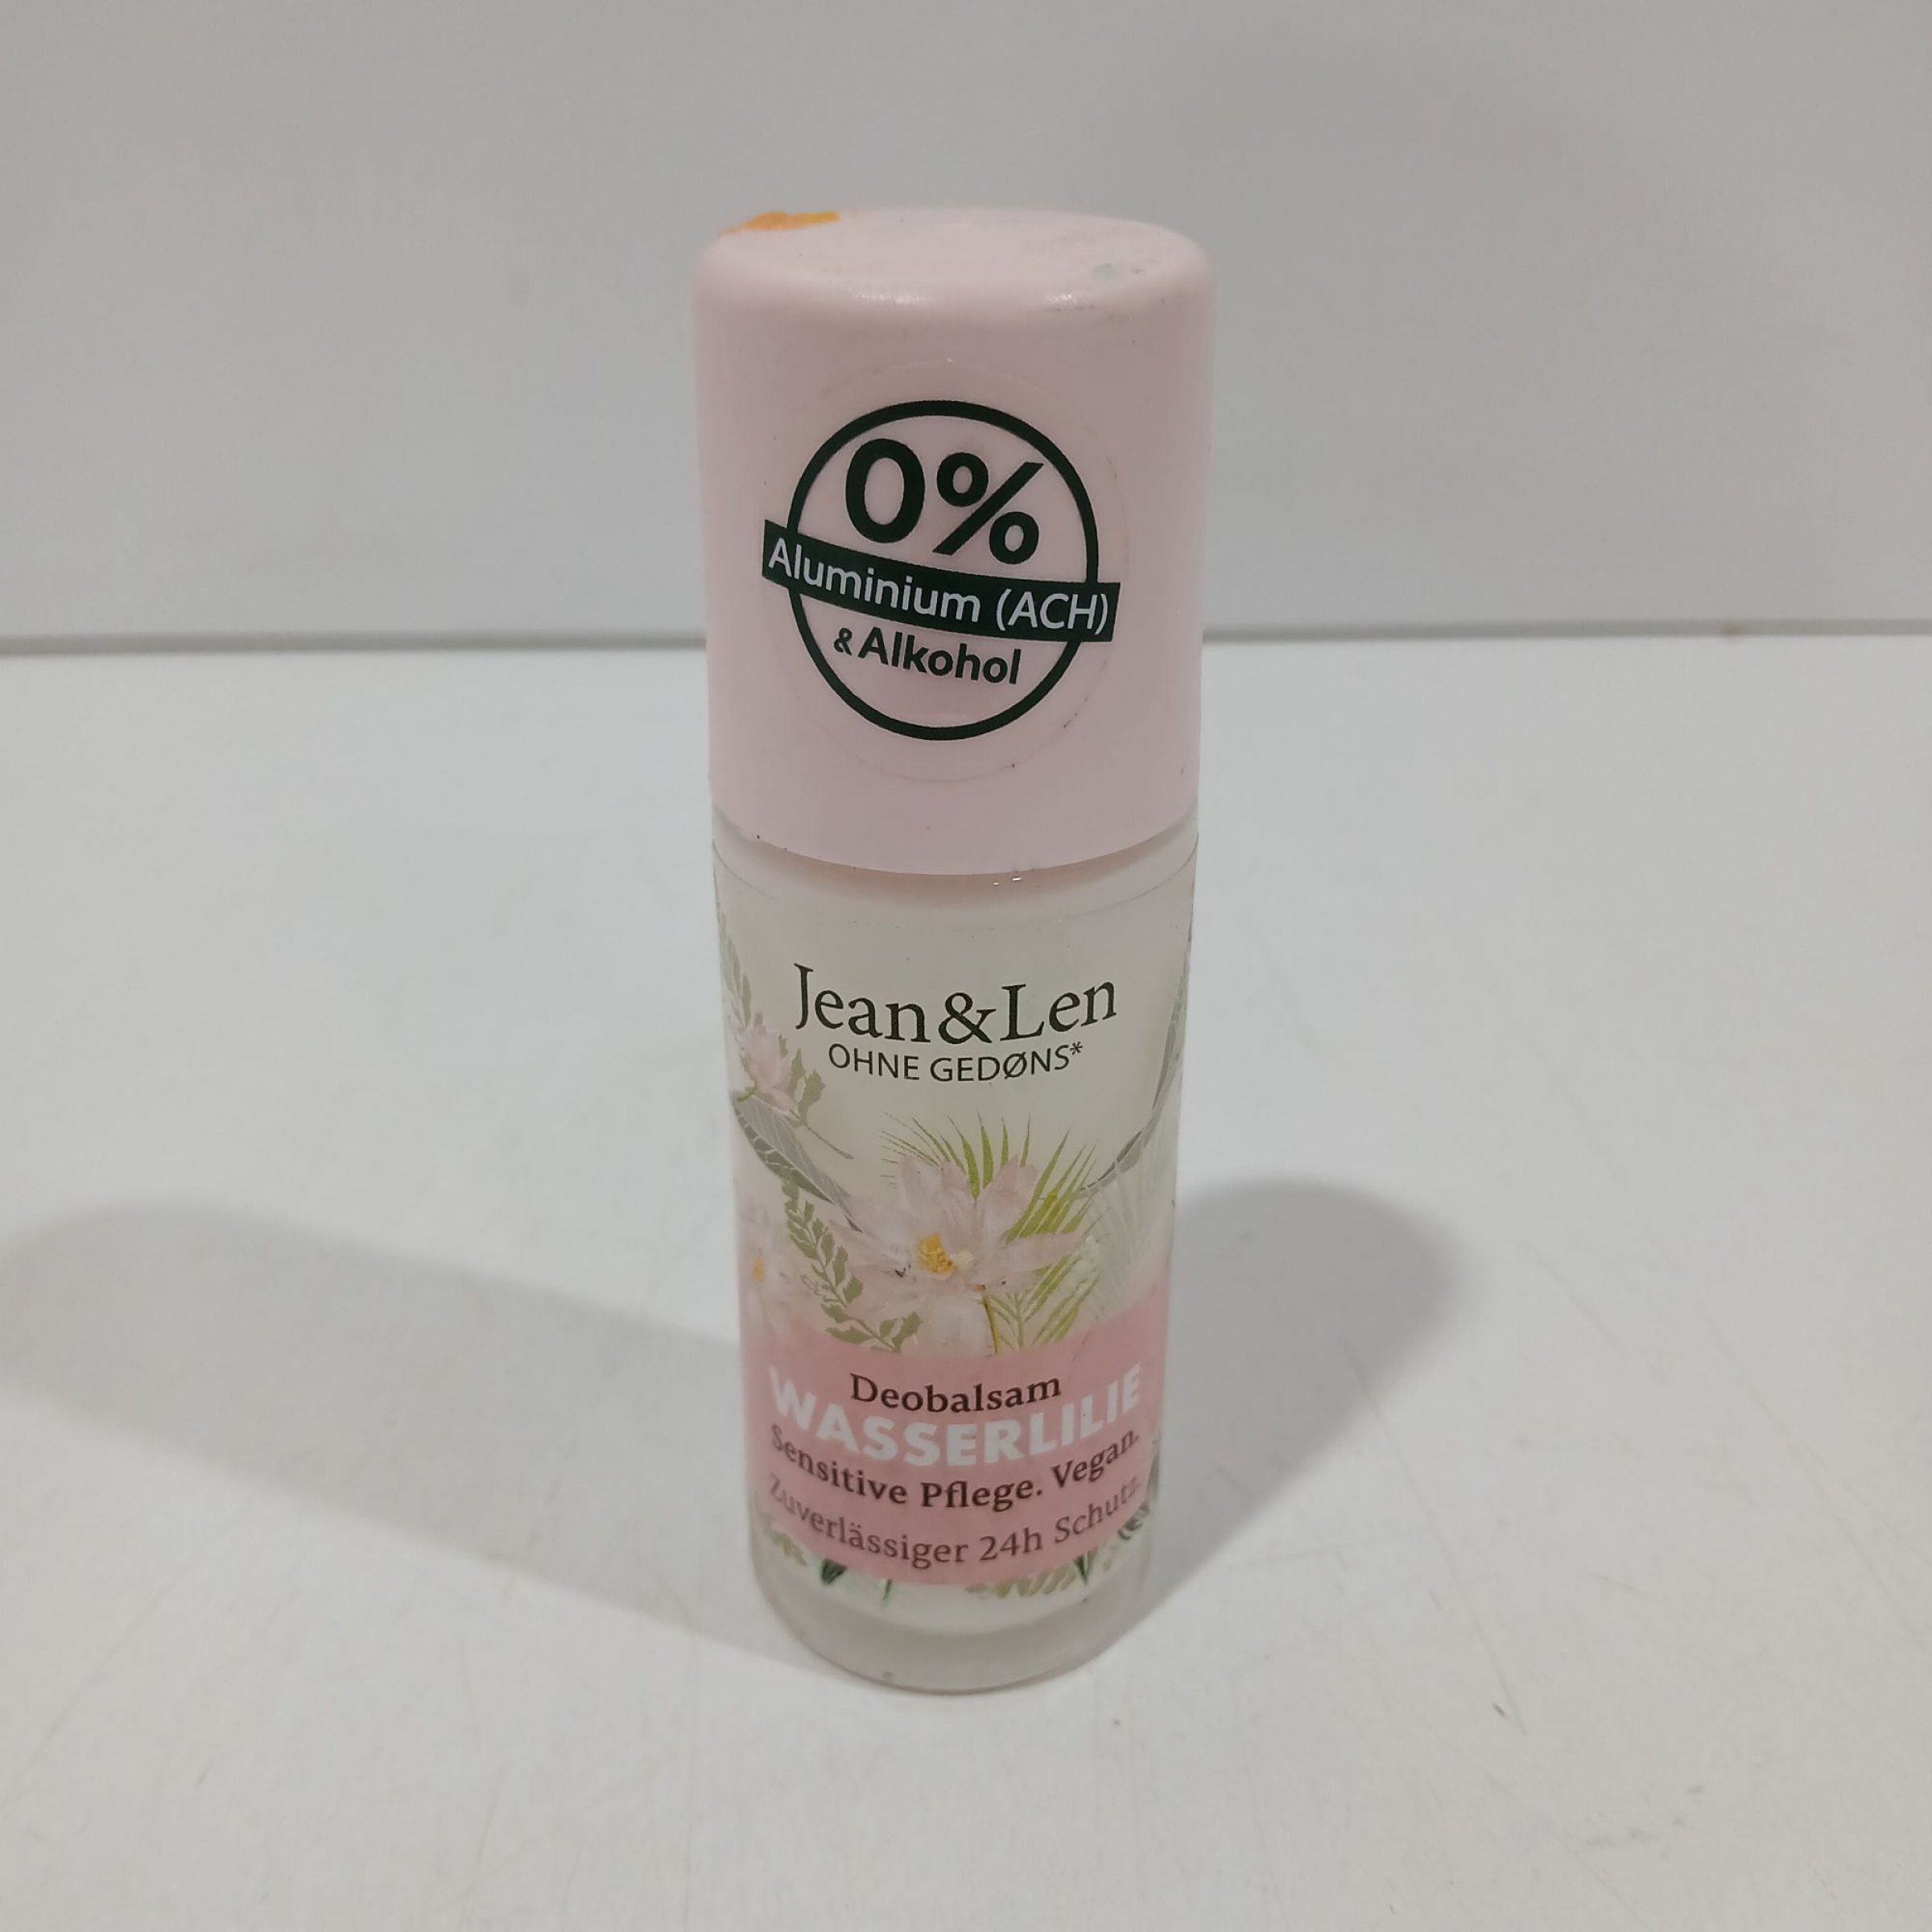 0%
Aluminium (ACH)
& Alkohol
Jean&Len
OHNE GEDØNS*
Deobalsam
WASSERLILIE
Sensitive Pflege. Vegan.
Zuverlässiger 24h Schutz.